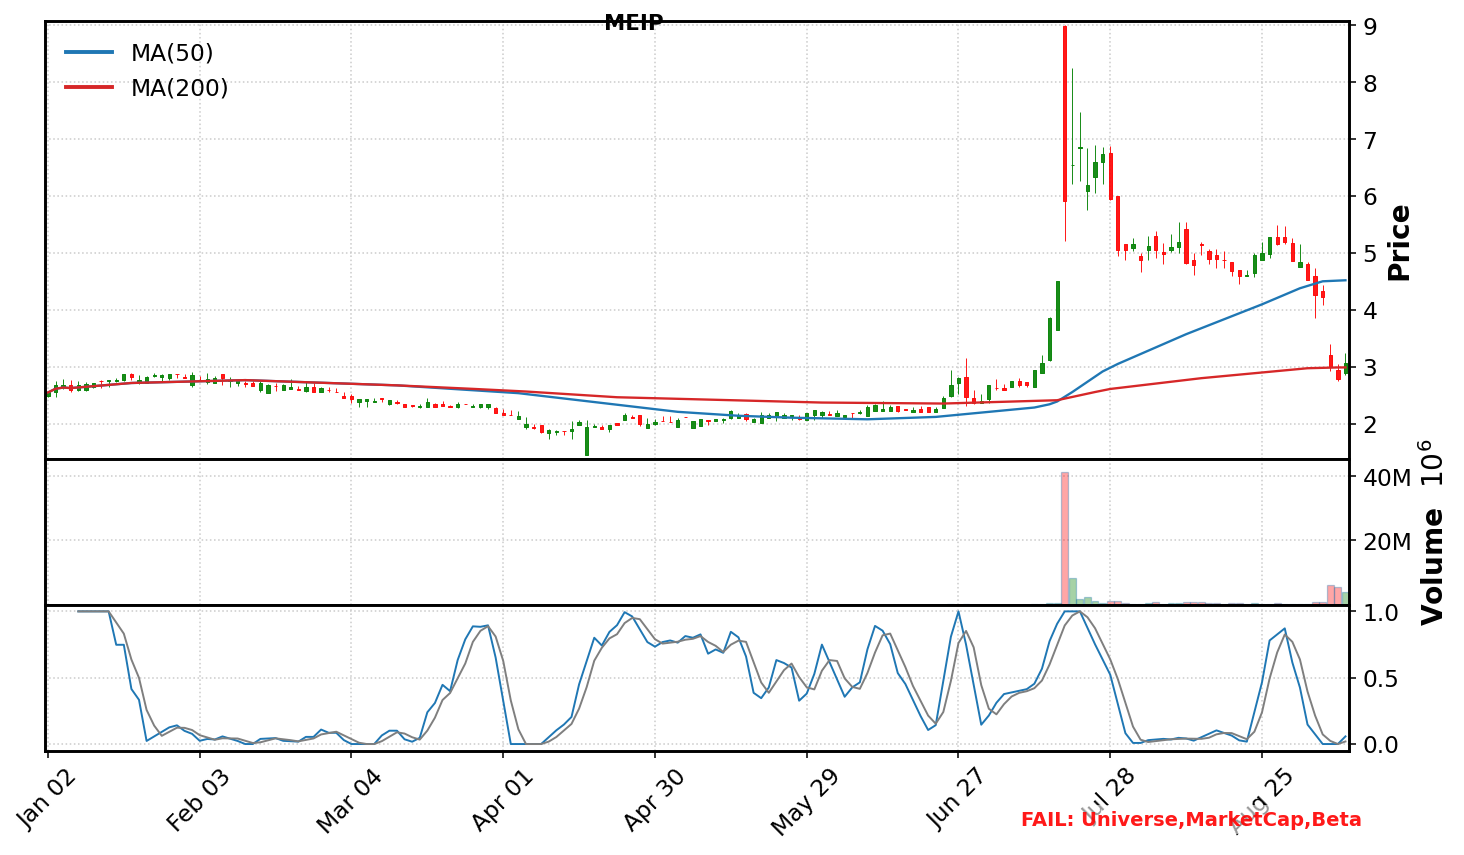 MEIP
MA(50)
MA(200)
9
8
7
6
5
4
3
2
Price
40M
20M
Volume 10^6
1.0
0.5
0.0
Jan 02
Feb 03
Mar 04
Apr 01
Apr 30
May 29
Jun 27
Jul 28
Aug 25
FAIL: Universe,MarketCap,Beta